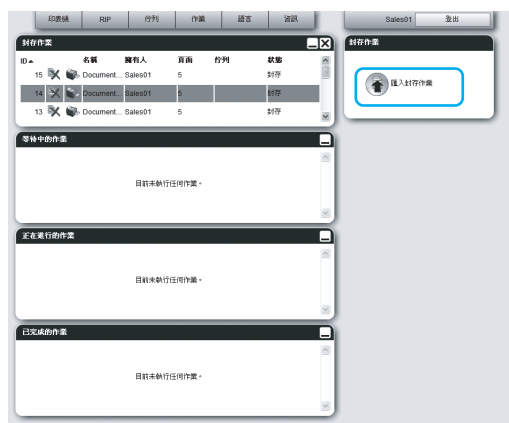 印表機 RIP 佇列 作業 語言 資訊 Sales01 登出
封存作業
ID 名稱 擁有人 頁面 佇列 狀態
15 Document... Sales01 5 封存
14 Document... Sales01 5 封存
13 Document... Sales01 5 封存
等待中的作業
目前未執行任何作業。
正在進行的作業
目前未執行任何作業。
已完成的作業
目前未執行任何作業。
封存作業
匯入封存作業